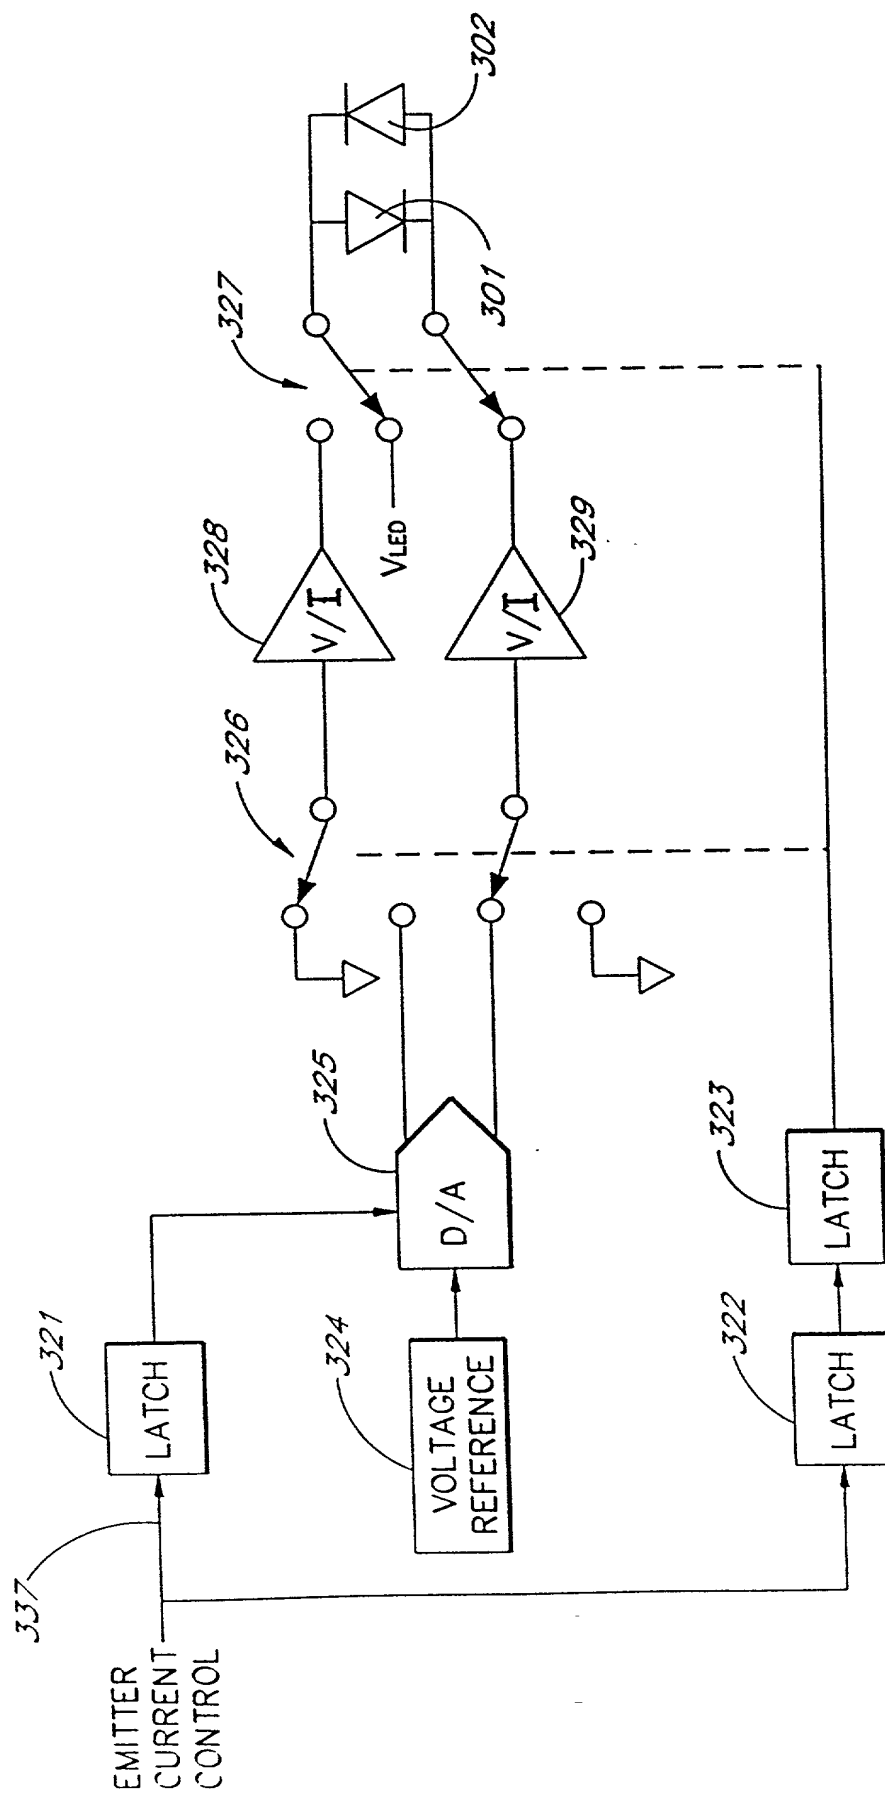 EMITTER
CURRENT
CONTROL
337
321
LATCH
324
VOLTAGE
REFERENCE
325
D/A
322
LATCH
323
LATCH
326
328
V/I
327
VLED
V/I
329
301
302